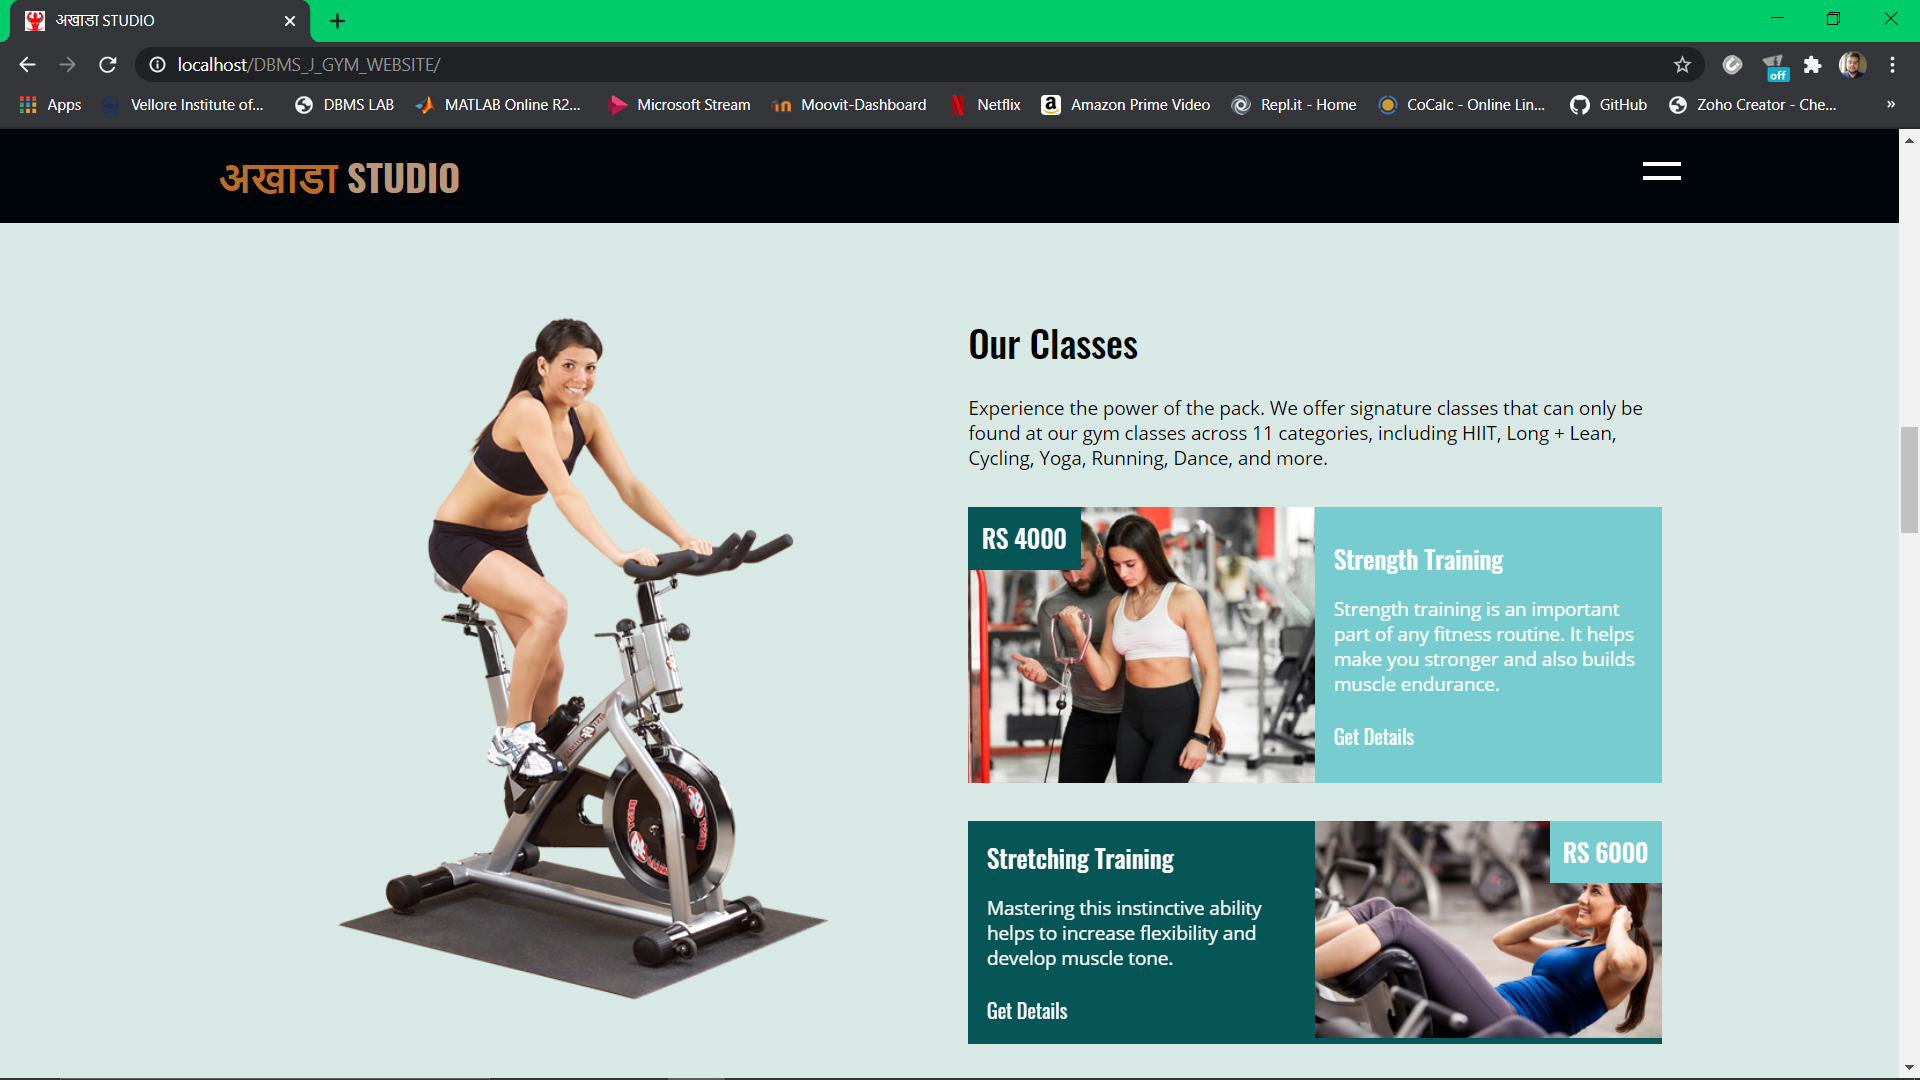 अखाडा STUDIO
localhost/DBMS_J_GYM_WEBSITE/
off
Apps
Vellore Institute of...
DBMS LAB
MATLAB Online R2...
Microsoft Stream
Moovit-Dashboard
Netflix
Amazon Prime Video
Repl.it - Home
CoCalc - Online Lin...
GitHub
Zoho Creator - Che...
»
अखाडा STUDIO
Our Classes
Experience the power of the pack. We offer signature classes that can only be
found at our gym classes across 11 categories, including HIIT, Long + Lean,
Cycling, Yoga, Running, Dance, and more.
RS 4000
Strength Training
Strength training is an important
part of any fitness routine. It helps
make you stronger and also builds
muscle endurance.
Get Details
Stretching Training
Mastering this instinctive ability
helps to increase flexibility and
develop muscle tone.
Get Details
RS 6000